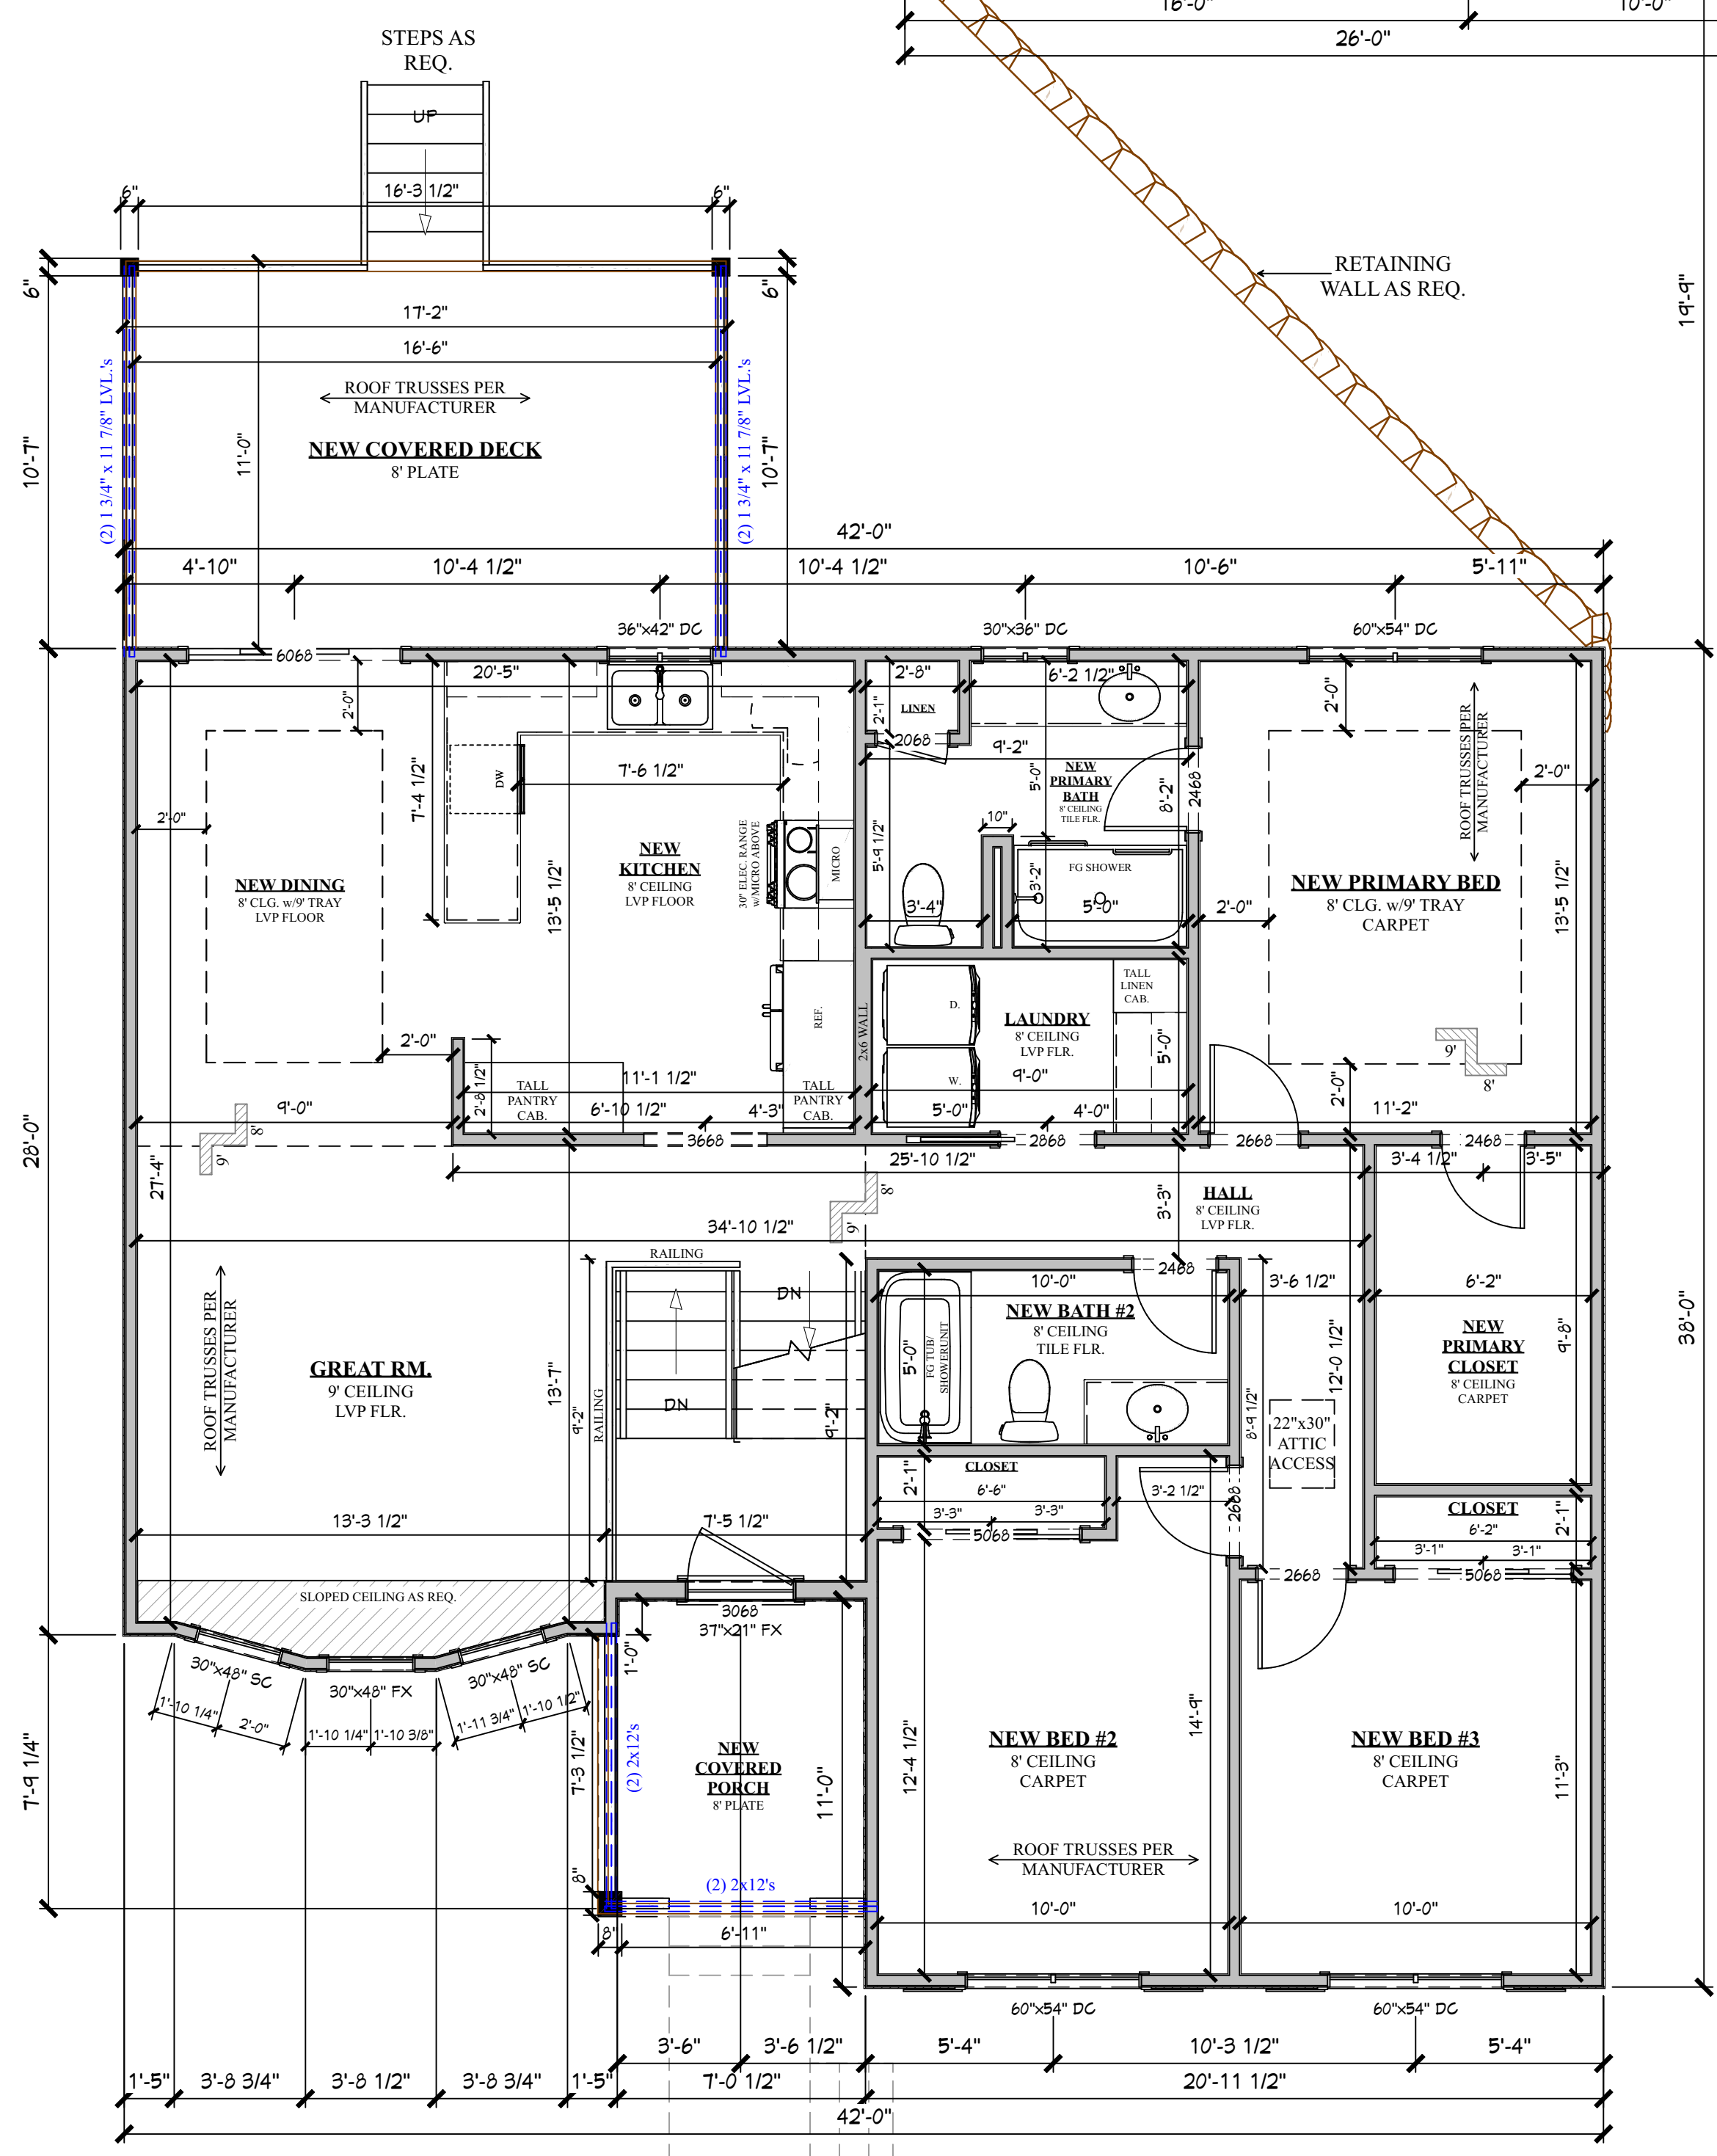 16'-0"
10'-0"
26'-0"
STEPS AS
REQ.
UP
6"
16'-3 1/2"
6"
RETAINING
WALL AS REQ.
6"
6"
19'-9"
17'-2"
16'-6"
(2) 1 3/4" x 11 7/8" LVL.'s
(2) 1 3/4" x 11 7/8" LVL.'s
ROOF TRUSSES PER
MANUFACTURER
NEW COVERED DECK
8' PLATE
10'-7"
11'-0"
10'-7"
42'-0"
4'-10"
10'-4 1/2"
10'-4 1/2"
10'-6"
5'-11"
36"x42" DC
30"x36" DC
60"x54" DC
6068
20'-5"
2'-8"
6'-2 1/2"
2'-0"
2'-1"
LINEN
2'-0"
2068
9'-2"
ROOF TRUSSES PER
MANUFACTURER
DW
7'-6 1/2"
7'-4 1/2"
5'-0"
NEW
PRIMARY
BATH
8' CEILING
TILE FLR.
8'-2"
2468
2'-0"
2'-0"
10"
30" ELEC. RANGE
w/MICRO ABOVE
MICRO
5'-9 1/2"
FG SHOWER
3'-2"
NEW
KITCHEN
8' CEILING
LVP FLOOR
NEW DINING
8' CLG. w/9' TRAY
LVP FLOOR
13'-5 1/2"
3'-4"
5'-0"
2'-0"
NEW PRIMARY BED
8' CLG. w/9' TRAY
CARPET
13'-5 1/2"
TALL
LINEN
CAB.
D.
REF.
2x6 WALL
LAUNDRY
8' CEILING
LVP FLR.
5'-0"
2'-0"
9'
8'
W.
9'-0"
2'-8 1/2"
TALL
PANTRY
CAB.
11'-1 1/2"
TALL
PANTRY
CAB.
2'-0"
9'-0"
6'-10 1/2"
4'-3"
5'-0"
4'-0"
11'-2"
8'
9'
3668
2868
2668
2468
28'-0"
27'-4"
25'-10 1/2"
3'-4 1/2"
3'-5"
8'
9'
3'-3"
HALL
8' CEILING
LVP FLR.
34'-10 1/2"
RAILING
2468
DN
10'-0"
3'-6 1/2"
6'-2"
NEW BATH #2
8' CEILING
TILE FLR.
ROOF TRUSSES PER
MANUFACTURER
GREAT RM.
9' CEILING
LVP FLR.
13'-7"
9'-2"
RAILING
DN
9'-2"
5'-0"
FG TUB/
SHOWERUNIT
8'-9 1/2"
12'-0 1/2"
NEW
PRIMARY
CLOSET
8' CEILING
CARPET
9'-8"
38'-0"
22"x30"
ATTIC
ACCESS
CLOSET
2'-1"
6'-6"
3'-2 1/2"
3'-3"
3'-3"
2668
5068
CLOSET
6'-2"
2'-1"
3'-1"
3'-1"
13'-3 1/2"
7'-5 1/2"
2668
5068
SLOPED CEILING AS REQ.
3068
37"x21" FX
1'-0"
30"x48" SC
30"x48" FX
30"x48" SC
1'-10 1/4"
2'-0"
1'-10 1/4"
1'-10 3/8"
1'-11 3/4"
1'-10 1/2"
7'-9 1/4"
7'-3 1/2"
(2) 2x12's
NEW
COVERED
PORCH
8' PLATE
11'-0"
12'-4 1/2"
NEW BED #2
8' CEILING
CARPET
14'-9"
NEW BED #3
8' CEILING
CARPET
11'-3"
ROOF TRUSSES PER
MANUFACTURER
8"
(2) 2x12's
8"
6'-11"
10'-0"
10'-0"
60"x54" DC
60"x54" DC
3'-6"
3'-6 1/2"
5'-4"
10'-3 1/2"
5'-4"
1'-5"
3'-8 3/4"
3'-8 1/2"
3'-8 3/4"
1'-5"
7'-0 1/2"
20'-11 1/2"
42'-0"